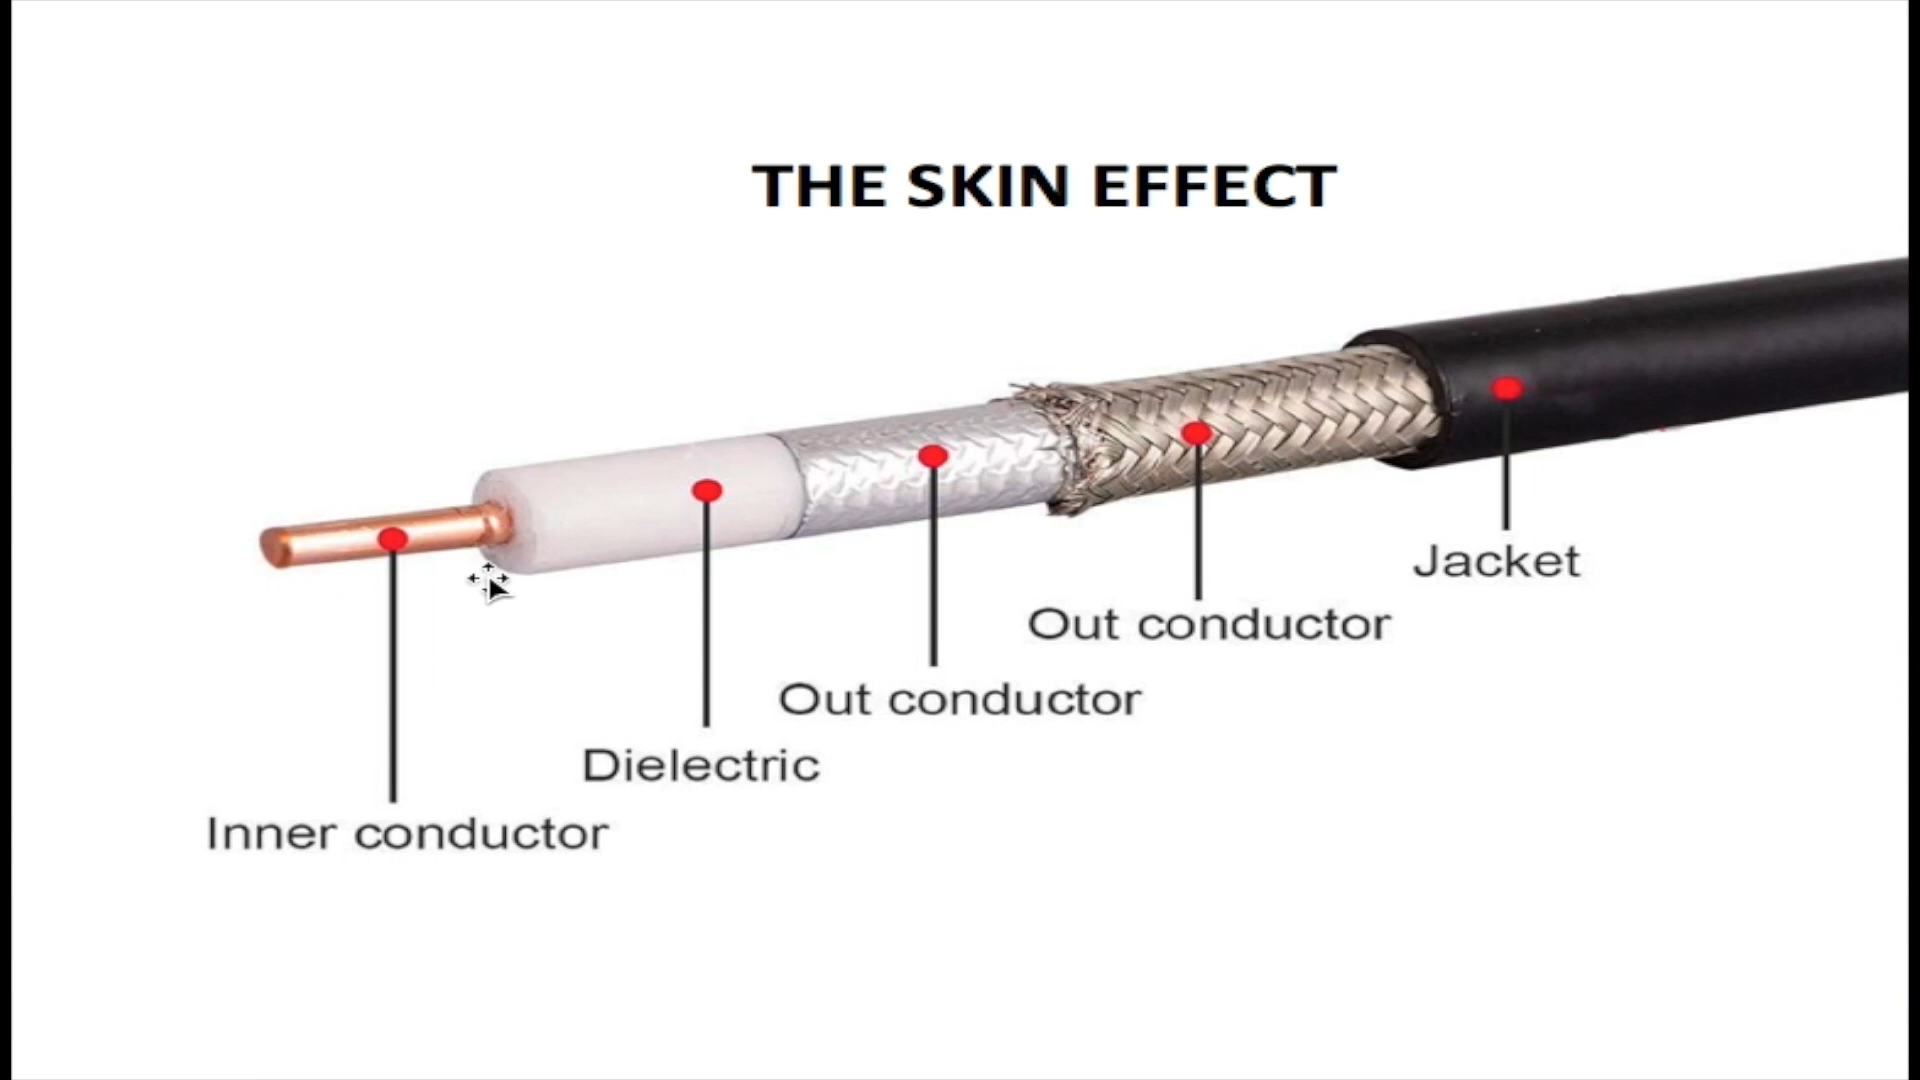 THE SKIN EFFECT
Jacket
Out conductor
Out conductor
Dielectric
Inner conductor